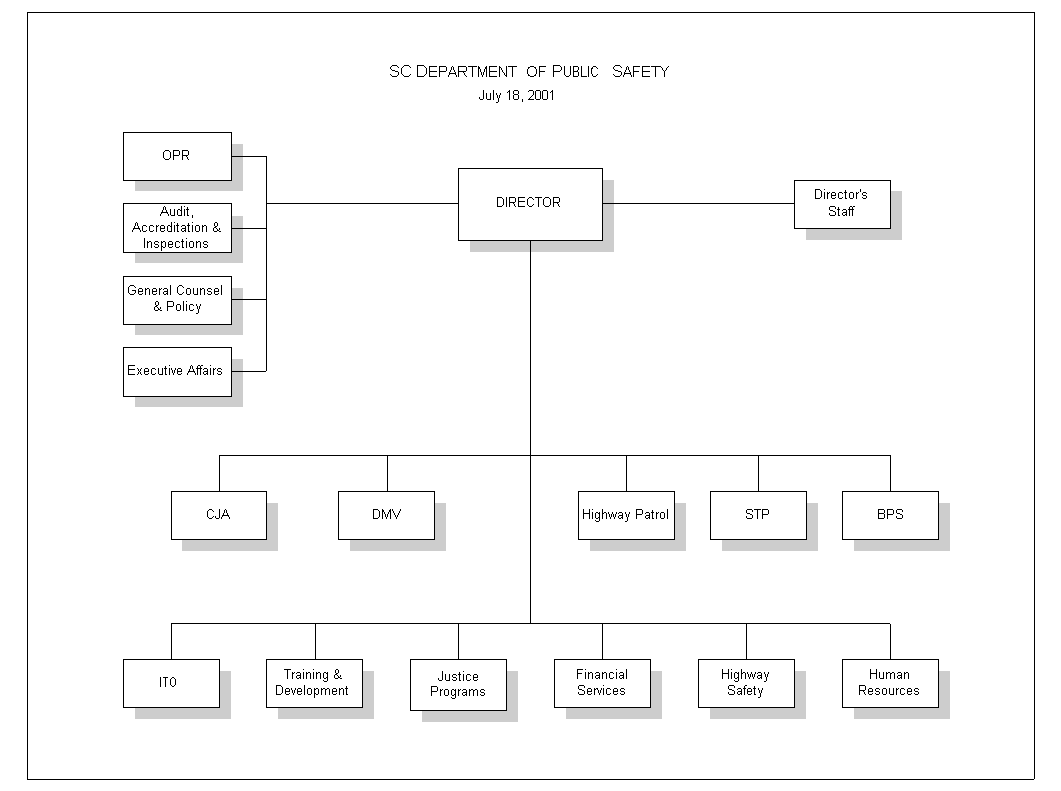 SC DEPARTMENT OF PUBLIC SAFETY
July 18, 2001
OPR
DIRECTOR
Director's
Staff
Audit,
Accreditation &
Inspections
General Counsel
& Policy
Executive Affairs
CJA
DMV
Highway Patrol
STP
BPS
ITO
Training &
Development
Justice
Programs
Financial
Services
Highway
Safety
Human
Resources